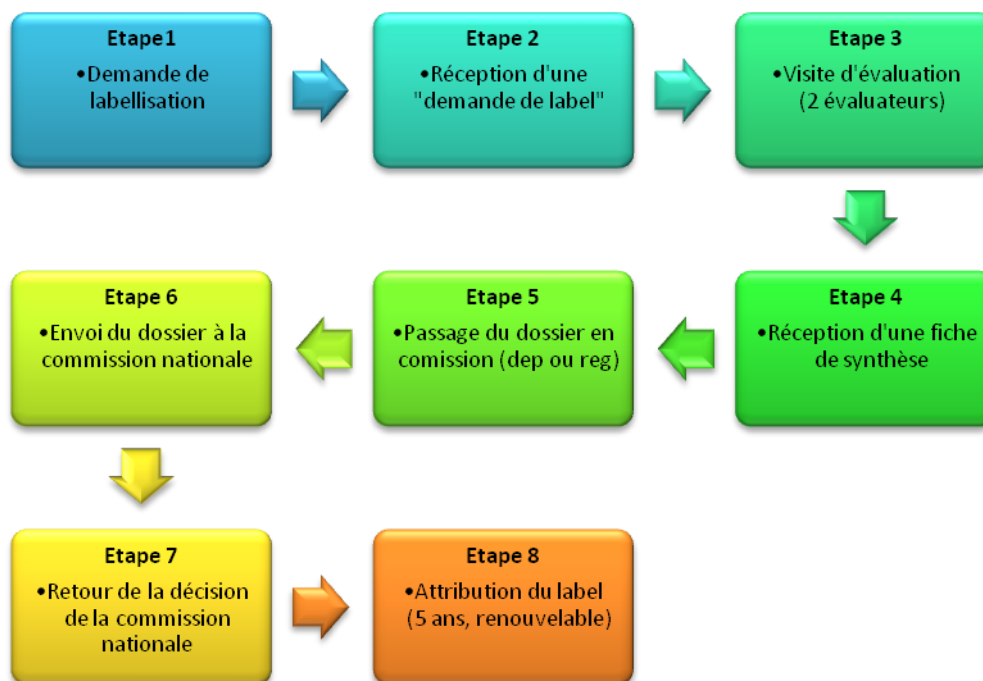 Etape1
•Demande de
labellisation
Etape 2
•Réception d'une
"demande de label"
Etape 3
•Visite d'évaluation
(2 évaluateurs)
Etape 4
•Réception d'une fiche
de synthèse
Etape 5
•Passage du dossier en
comission (dep ou reg)
Etape 6
•Envoi du dossier à la
commission nationale
Etape 7
•Retour de la décision
de la commission
nationale
Etape 8
•Attribution du label
(5 ans, renouvelable)